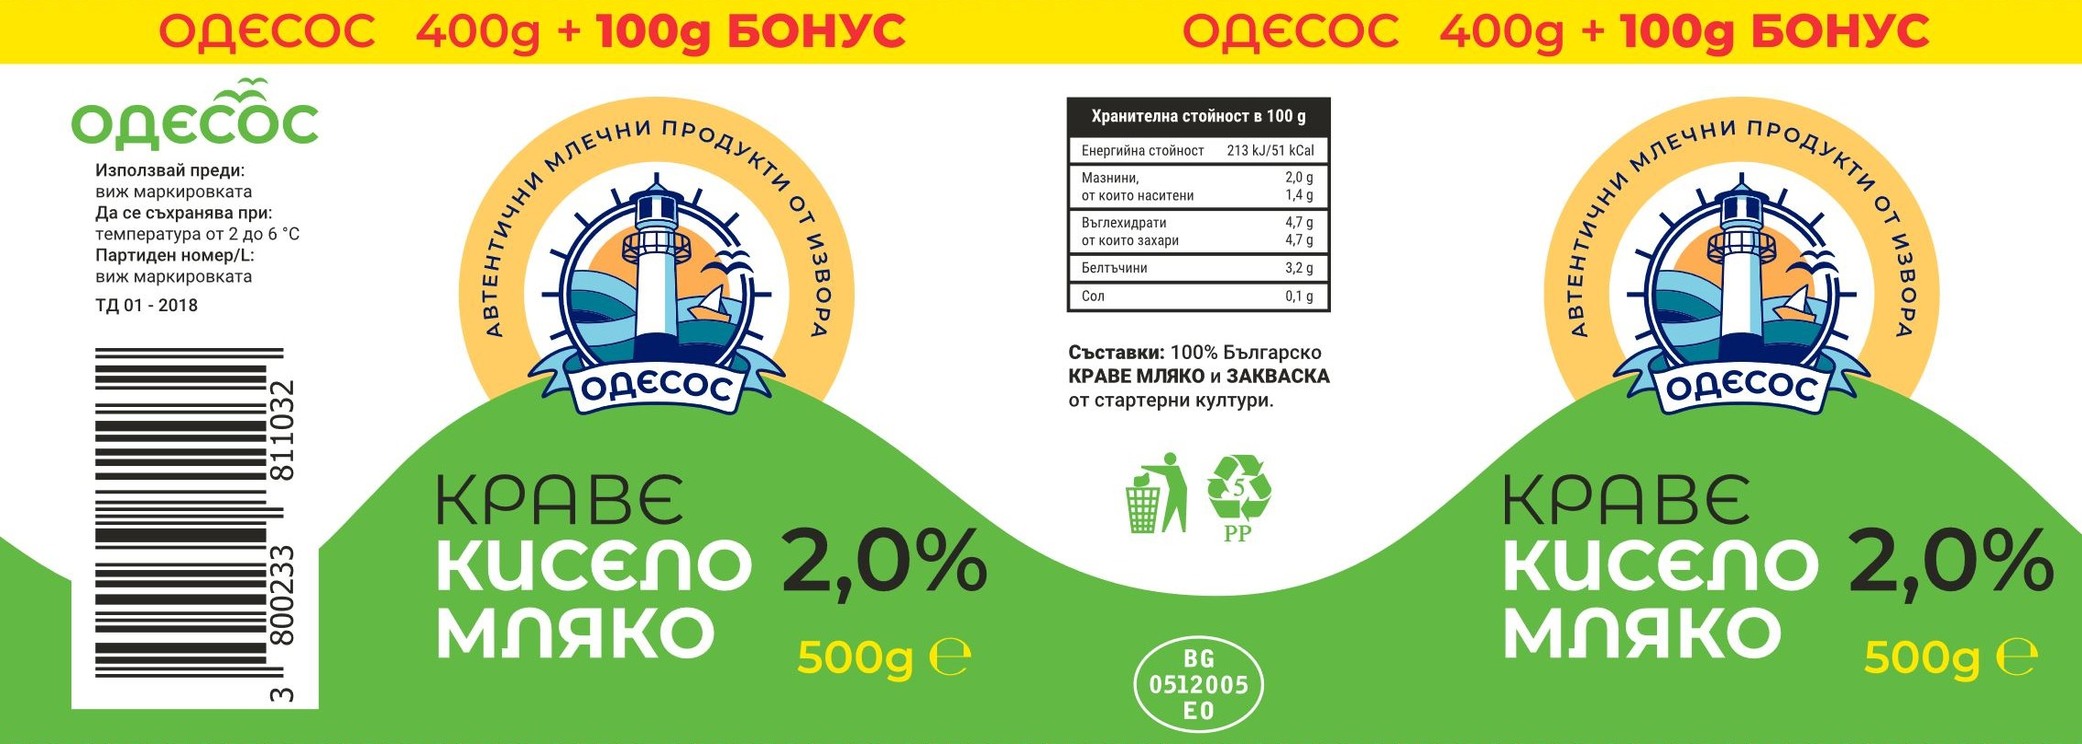 ОДЕСОС 400g + 100g БОНУС
ОДЕСОС 400g + 100g БОНУС
ОДЕСОС
Използвай преди:
виж маркировката
Да се съхранява при:
температура от 2 до 6 °C
Партиден номер/L:
виж маркировката
ТД 01 - 2018
3 800233 811032
АВТЕНТИЧНИ МЛЕЧНИ ПРОДУКТИ ОТ ИЗВОРА
ОДЕСОС
КРАВЕ
КИСЕЛО
МЛЯКО
2,0%
500g ℮
Хранителна стойност в 100 g
Енергийна стойност 213 kJ/51 kCal
Мазнини, 2,0 g
от които наситени 1,4 g
Въглехидрати 4,7 g
от които захари 4,7 g
Белтъчини 3,2 g
Сол 0,1 g
Съставки: 100% Българско
КРАВЕ МЛЯКО и ЗАКВАСКА
от стартерни култури.
5
PP
BG
0512005
EO
АВТЕНТИЧНИ МЛЕЧНИ ПРОДУКТИ ОТ ИЗВОРА
ОДЕСОС
КРАВЕ
КИСЕЛО
МЛЯКО
2,0%
500g ℮